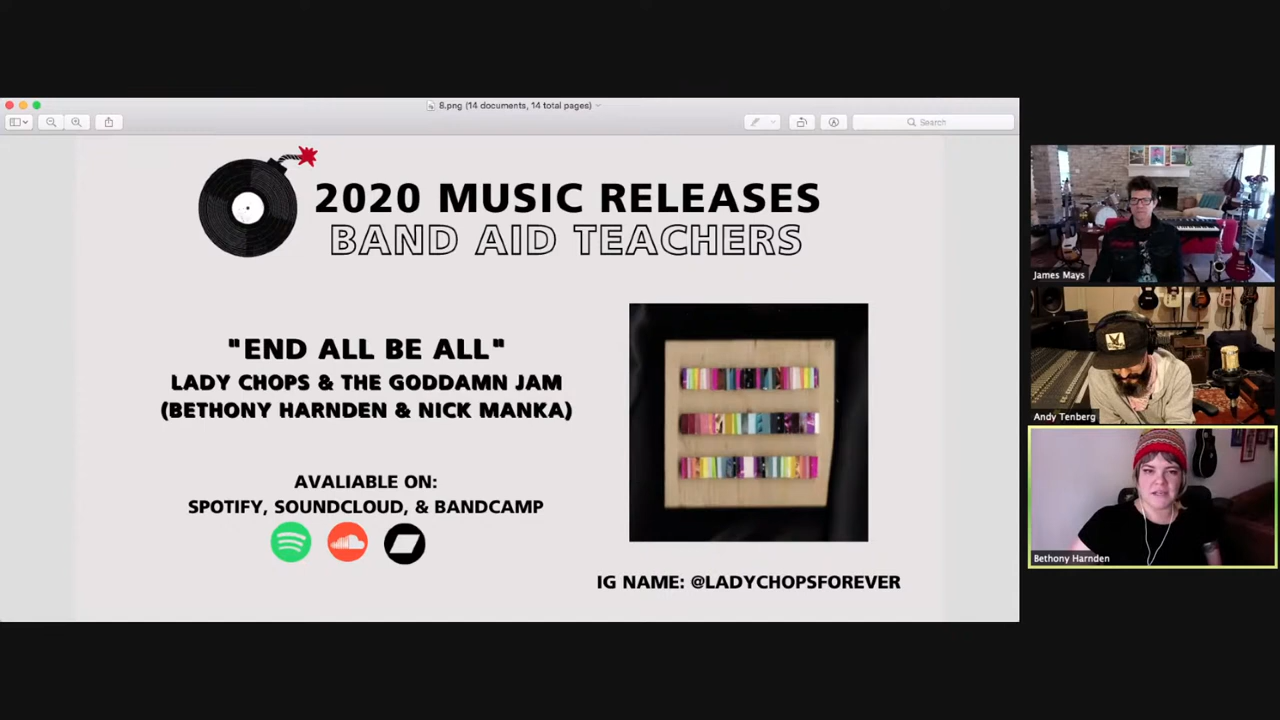 8.png (14 documents, 14 total pages)
Search
2020 MUSIC RELEASES
BAND AID TEACHERS
"END ALL BE ALL"
LADY CHOPS & THE GODDAMN JAM
(BETHONY HARNDEN & NICK MANKA)
AVALIABLE ON:
SPOTIFY, SOUNDCLOUD, & BANDCAMP
IG NAME: @LADYCHOPSFOREVER
James Mays
Andy Tenberg
Bethony Harnden